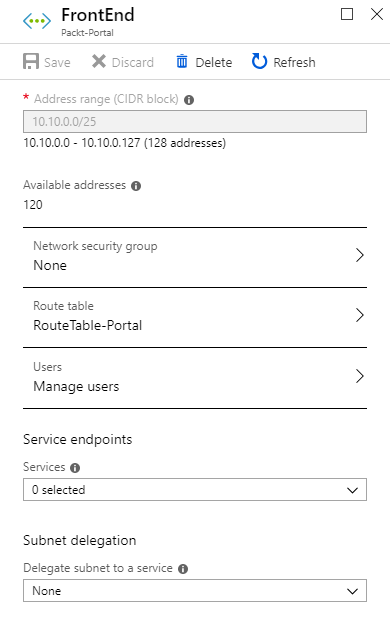 FrontEnd
Packt-Portal
Save Discard Delete Refresh
* Address range (CIDR block)
10.10.0.0/25
10.10.0.0 - 10.10.0.127 (128 addresses)
Available addresses
120
Network security group
None
Route table
RouteTable-Portal
Users
Manage users
Service endpoints
Services
0 selected
Subnet delegation
Delegate subnet to a service
None